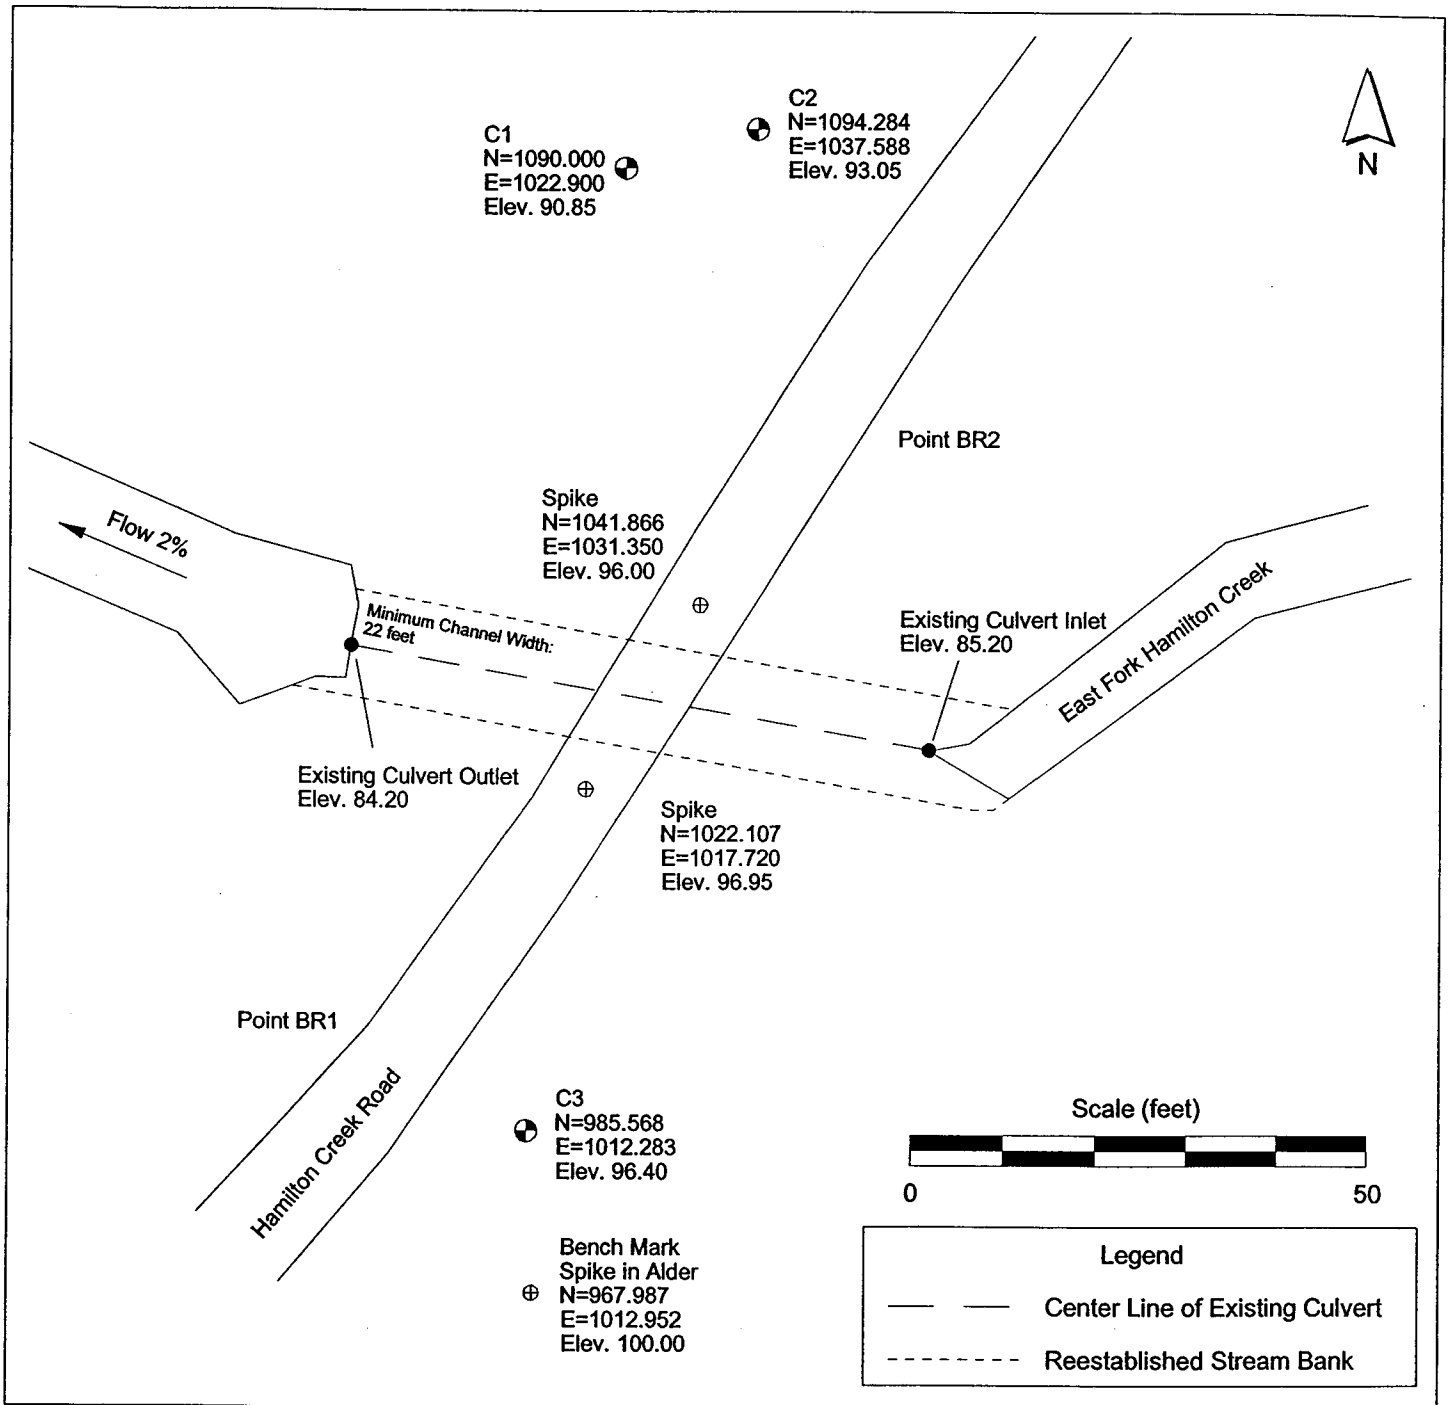 C1
N=1090.000
E=1022.900
Elev. 90.85
C2
N=1094.284
E=1037.588
Elev. 93.05
N
Point BR2
Flow 2%
Spike
N=1041.866
E=1031.350
Elev. 96.00
Minimum Channel Width:
22 feet
Existing Culvert Inlet
Elev. 85.20
East Fork Hamilton Creek
Existing Culvert Outlet
Elev. 84.20
Spike
N=1022.107
E=1017.720
Elev. 96.95
Point BR1
Hamilton Creek Road
C3
N=985.568
E=1012.283
Elev. 96.40
Scale (feet)
0
50
Bench Mark
Spike in Alder
N=967.987
E=1012.952
Elev. 100.00
Legend
Center Line of Existing Culvert
Reestablished Stream Bank